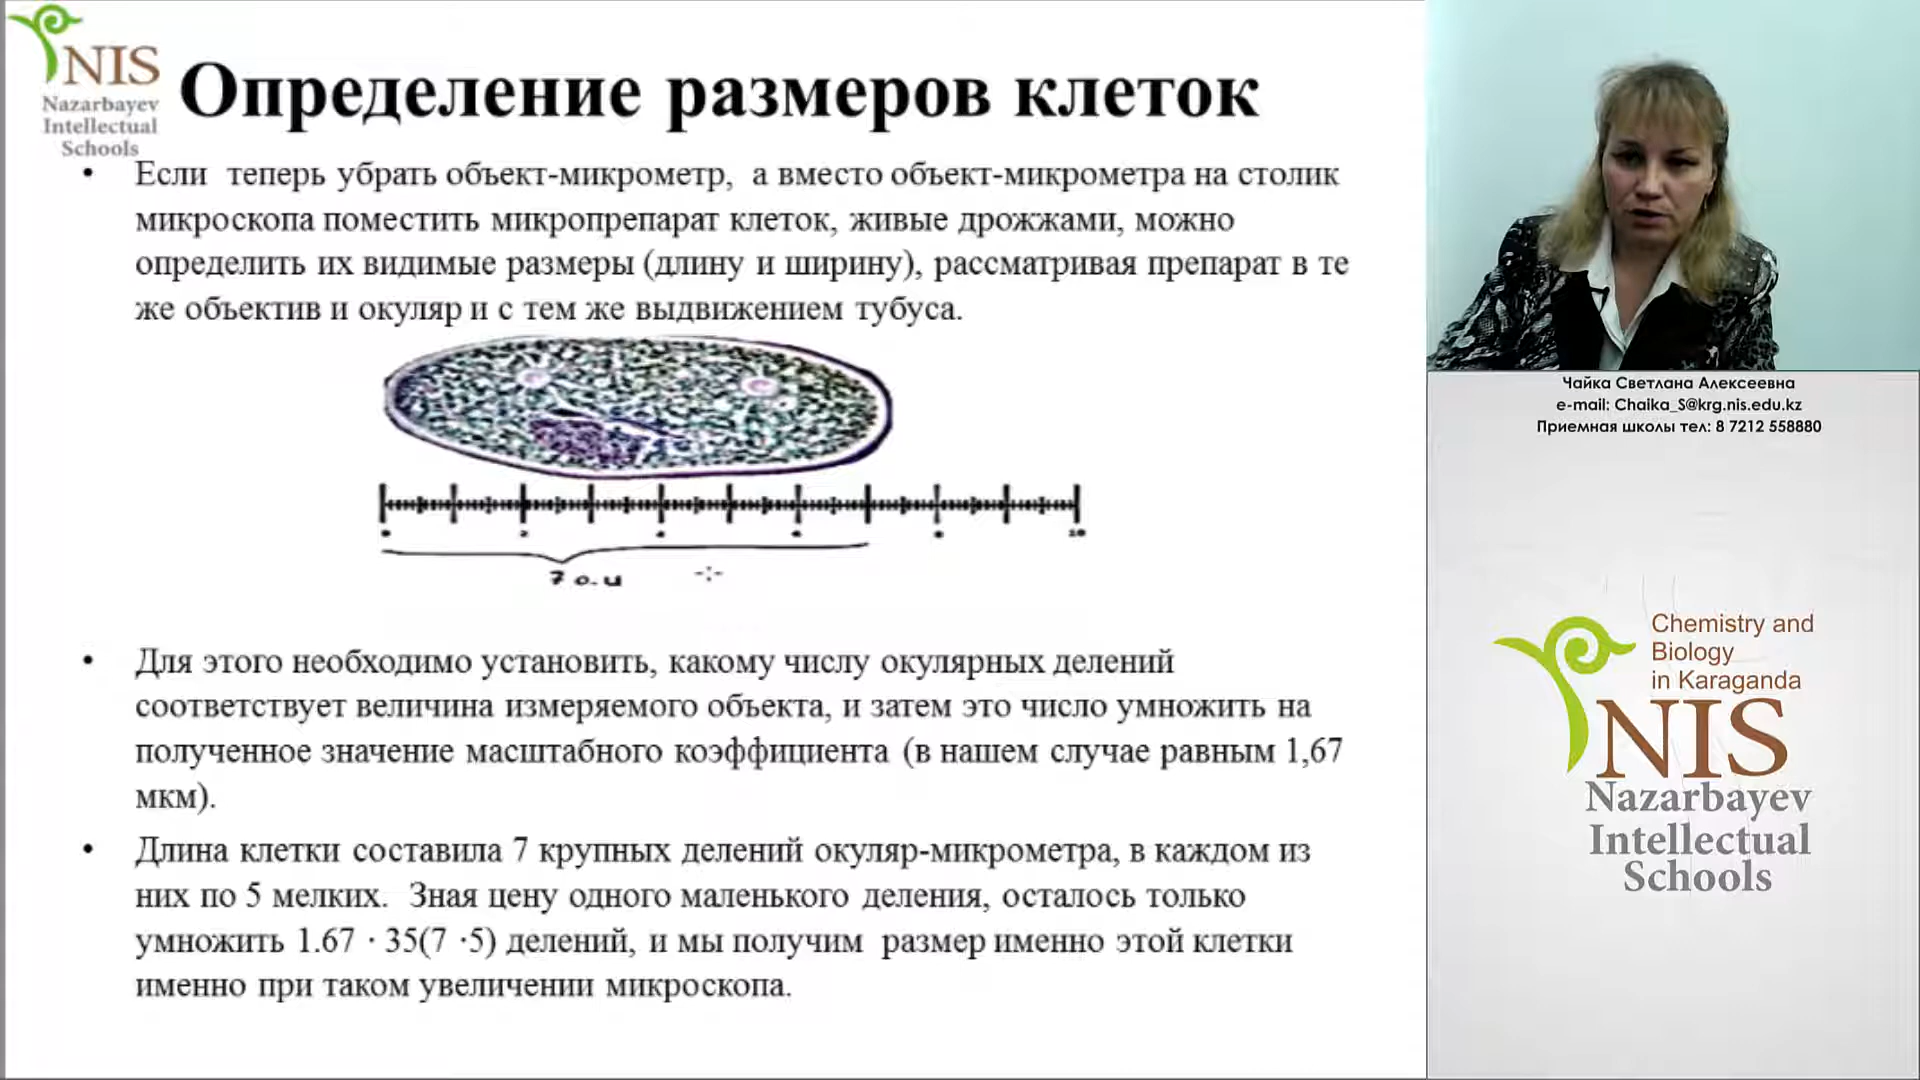 NIS
Nazarbayev
Intellectual
Schools
Определение размеров клеток
• Если теперь убрать объект-микрометр, а вместо объект-микрометра на столик
микроскопа поместить микропрепарат клеток, живые дрожжами, можно
определить их видимые размеры (длину и ширину), рассматривая препарат в те
же объектив и окуляр и с тем же выдвижением тубуса.
10
7 о.и
• Для этого необходимо установить, какому числу окулярных делений
соответствует величина измеряемого объекта, и затем это число умножить на
полученное значение масштабного коэффициента (в нашем случае равным 1,67
мкм).
• Длина клетки составила 7 крупных делений окуляр-микрометра, в каждом из
них по 5 мелких. Зная цену одного маленького деления, осталось только
умножить 1.67 · 35(7 ·5) делений, и мы получим размер именно этой клетки
именно при таком увеличении микроскопа.
Чайка Светлана Алексеевна
e-mail: Chaika_S@krg.nis.edu.kz
Приемная школы тел: 8 7212 558880
Chemistry and
Biology
in Karaganda
NIS
Nazarbayev
Intellectual
Schools